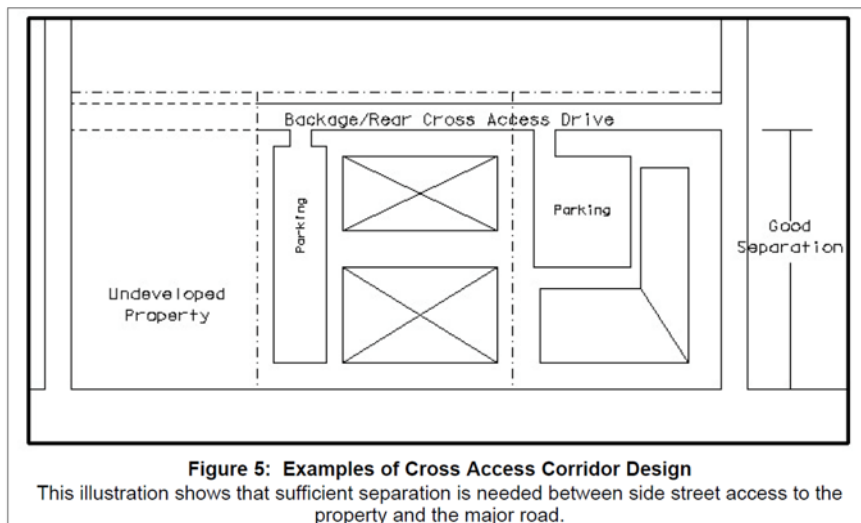 Backage/Rear Cross Access Drive
Parking
Parking
Good
Separation
Undeveloped
Property
Figure 5: Examples of Cross Access Corridor Design
This illustration shows that sufficient separation is needed between side street access to the
property and the major road.